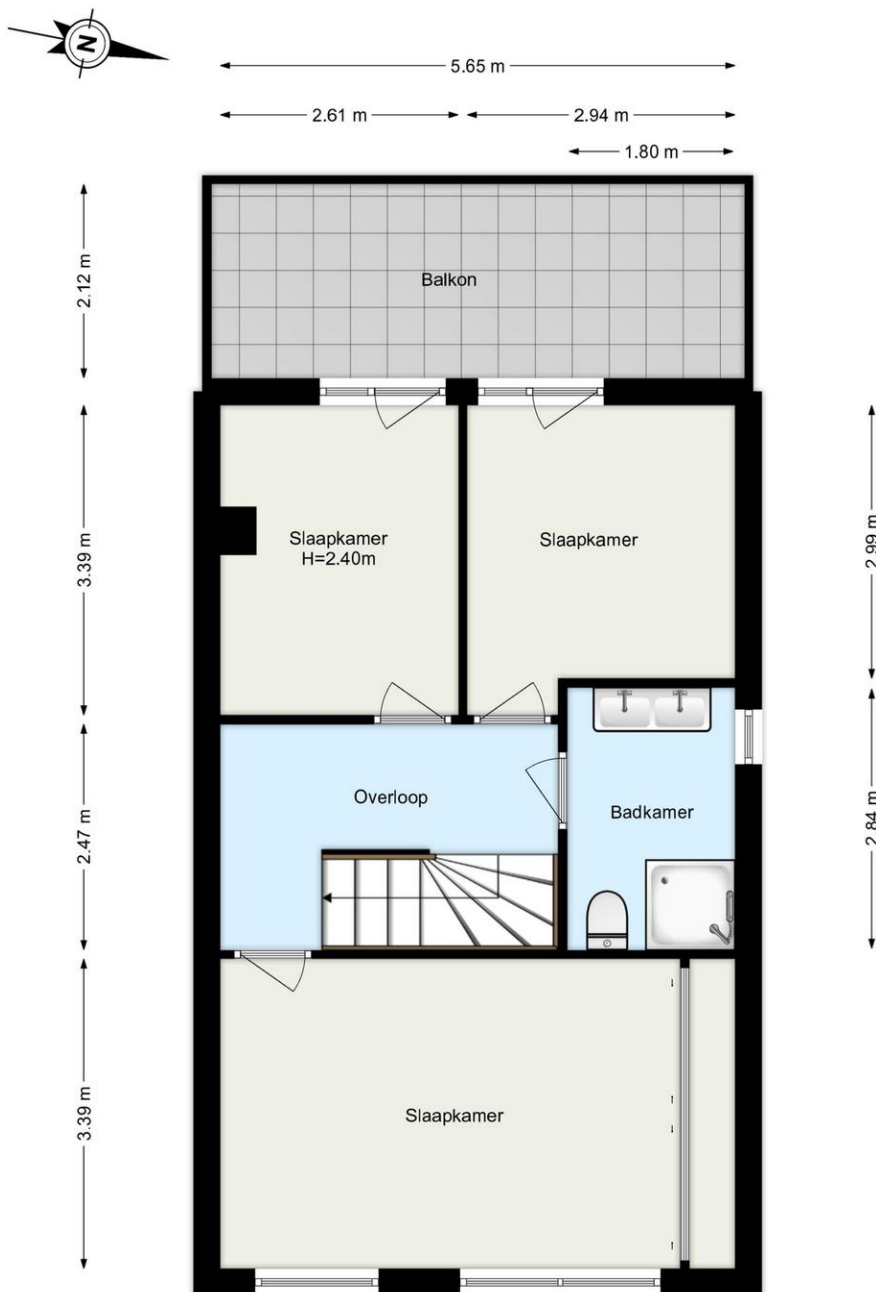 N
5.65 m
2.61 m
2.94 m
1.80 m
2.12 m
Balkon
3.39 m
Slaapkamer
H=2.40m
Slaapkamer
2.99 m
2.47 m
Overloop
Badkamer
2.84 m
3.39 m
Slaapkamer